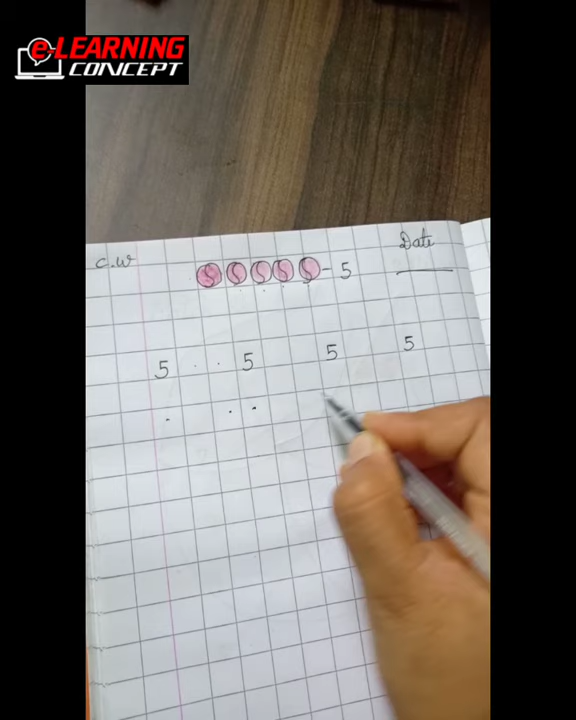 e-LEARNING
CONCEPT
C.W
Date
S S S S S - 5
5 5 5 5